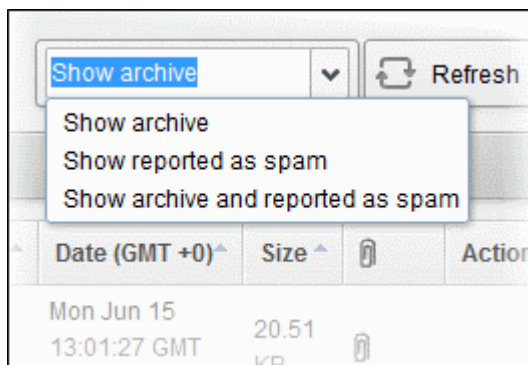 Show archive
Refresh
Show archive
Show reported as spam
Show archive and reported as spam
Date (GMT +0)
Size
Action
Mon Jun 15
13:01:27 GMT
20.51
KB